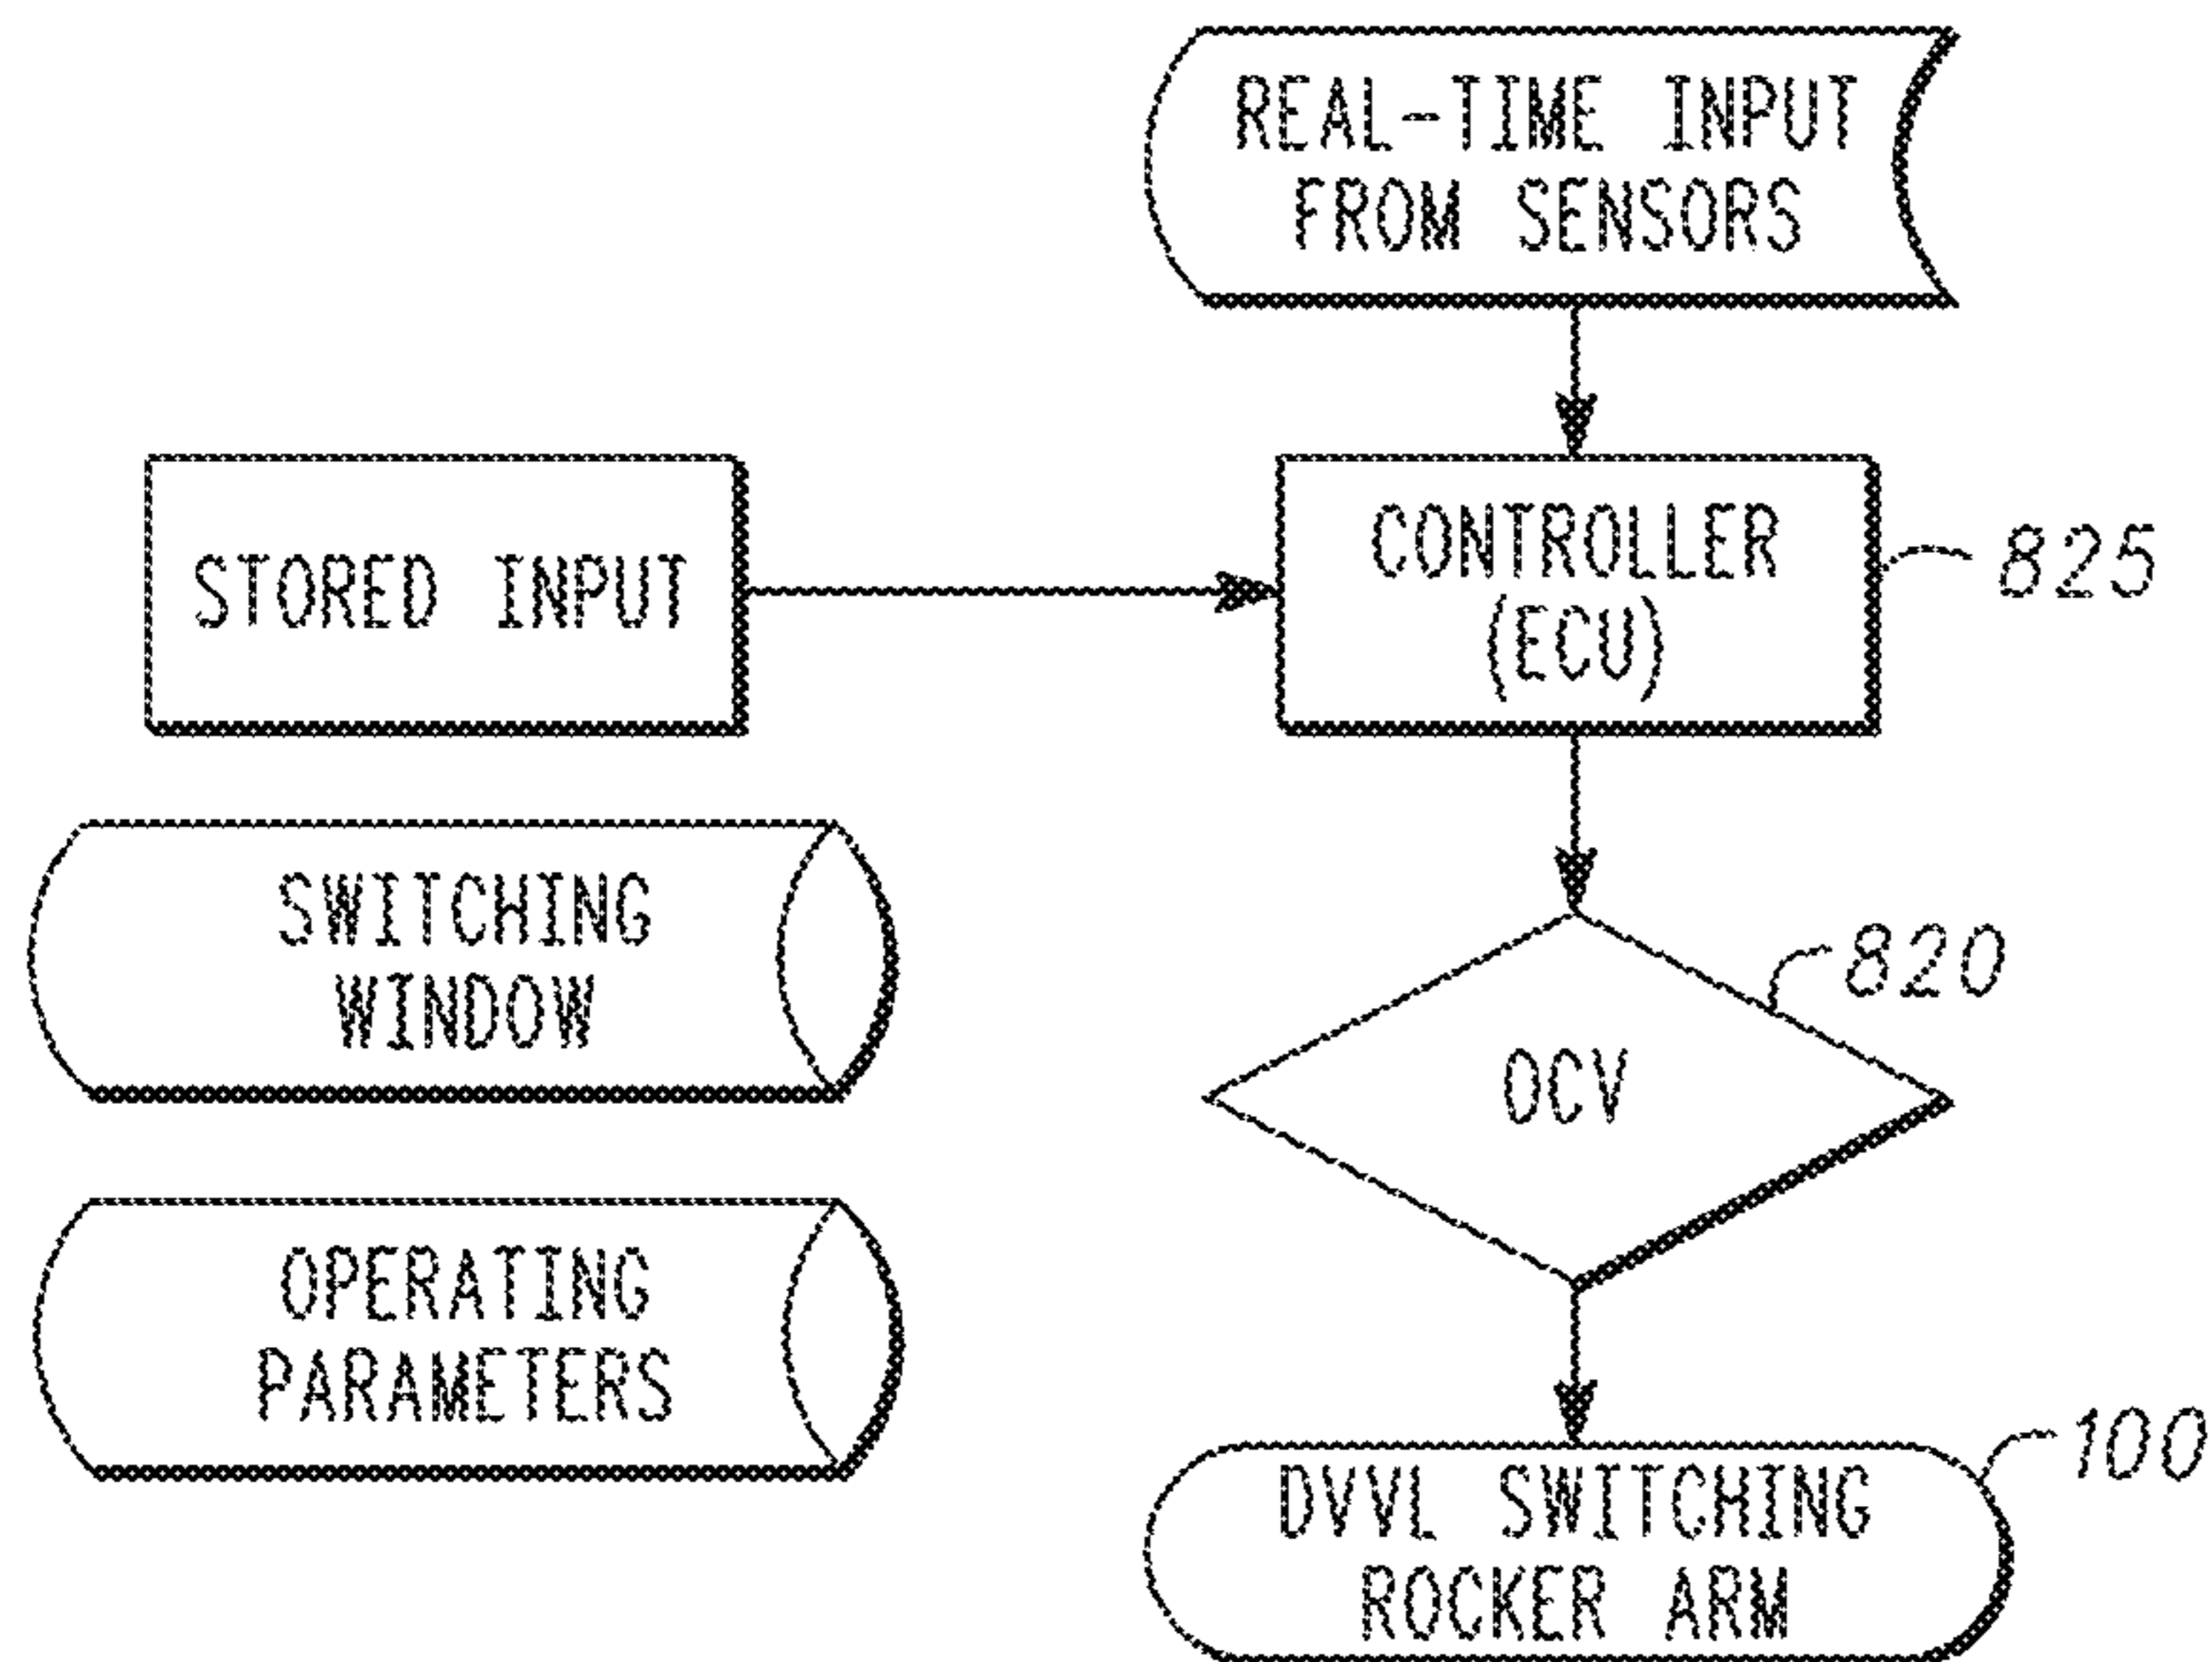 REAL-TIME INPUT
FROM SENSORS
STORED INPUT
CONTROLLER
(ECU)
825
SWITCHING
WINDOW
820
OCV
OPERATING
PARAMETERS
100
DVVL SWITCHING
ROCKER ARM